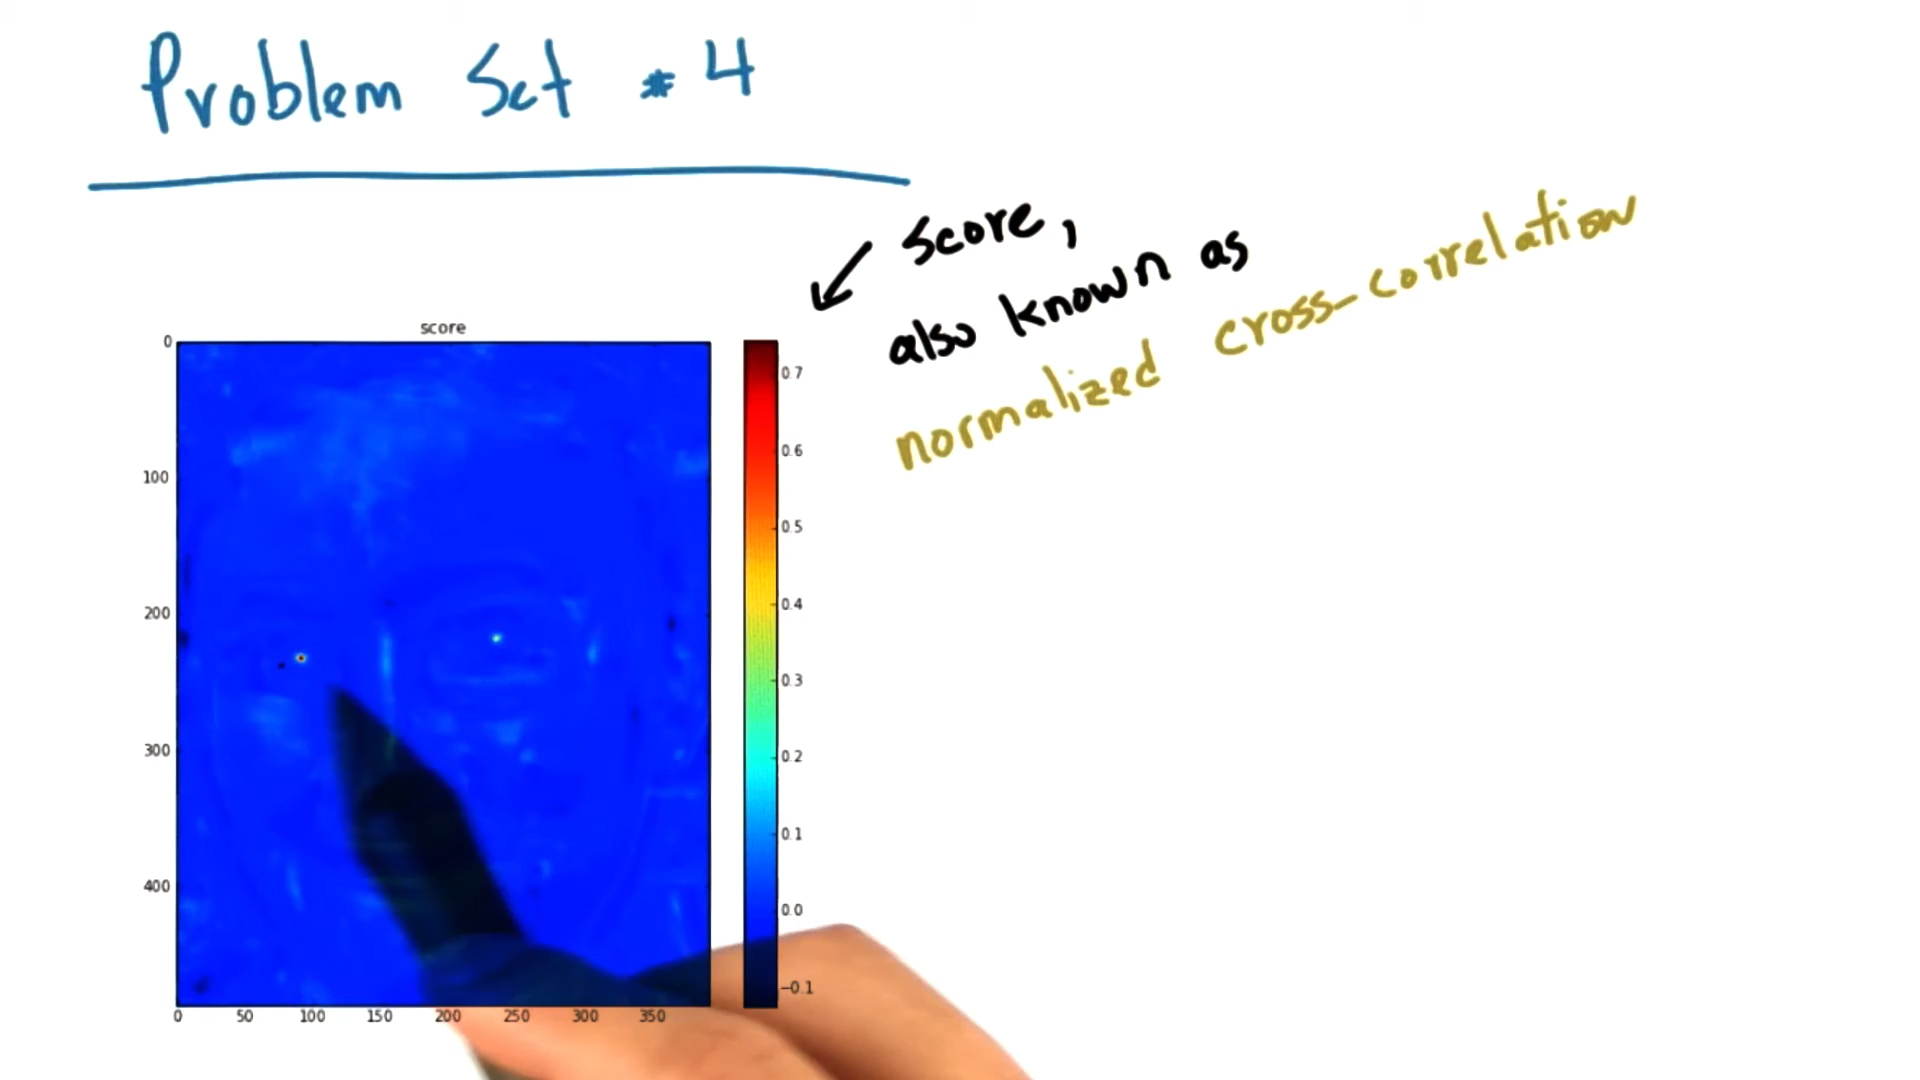 Problem Set #4
score,
also known as
normalized cross-correlation
score
0
100
200
300
400
0 50 100 150 200 250 300 350
0.7
0.6
0.5
0.4
0.3
0.2
0.1
0.0
−0.1